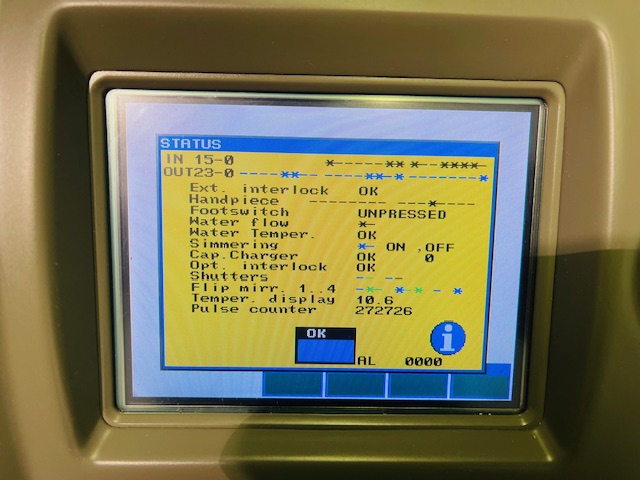 STATUS
IN 15-0 *-----**-*--****-
OUT23-0 -----**-------**-*-------*
Ext. interlock OK
Handpiece -------- ---*----
Footswitch UNPRESSED
Water flow *-
Water Temper. OK
Simmering *- ON ,OFF
Cap.Charger OK 0
Opt. interlock OK
Shutters -- --
Flip mirr. 1..4 -*- -*-*- -*
Temper. display 10.6
Pulse counter 272726
OK
i
AL 0000